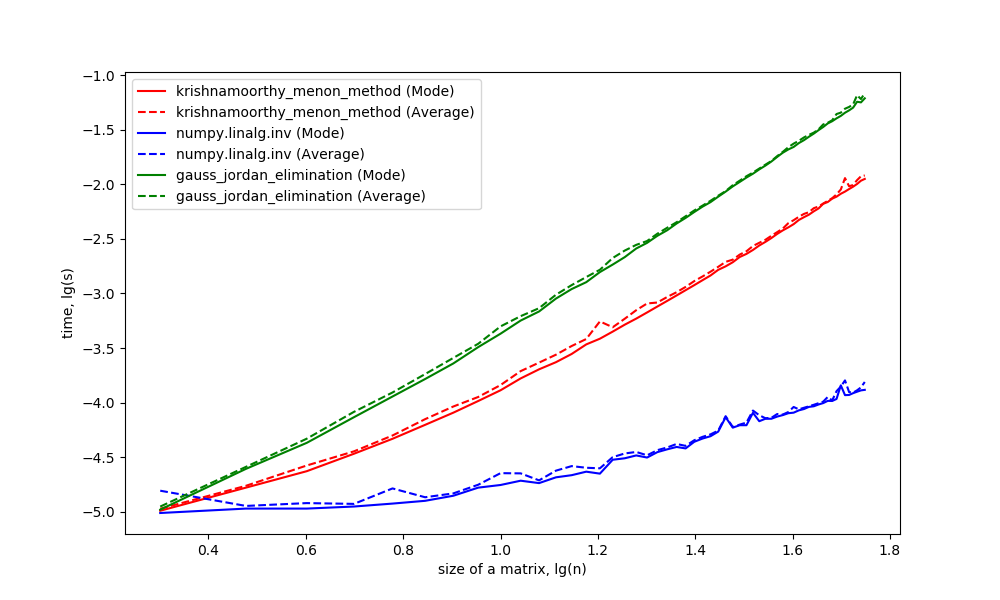 −1.0
−1.5
−2.0
−2.5
−3.0
−3.5
−4.0
−4.5
−5.0
time, lg(s)
krishnamoorthy_menon_method (Mode)
krishnamoorthy_menon_method (Average)
numpy.linalg.inv (Mode)
numpy.linalg.inv (Average)
gauss_jordan_elimination (Mode)
gauss_jordan_elimination (Average)
0.4 0.6 0.8 1.0 1.2 1.4 1.6 1.8
size of a matrix, lg(n)